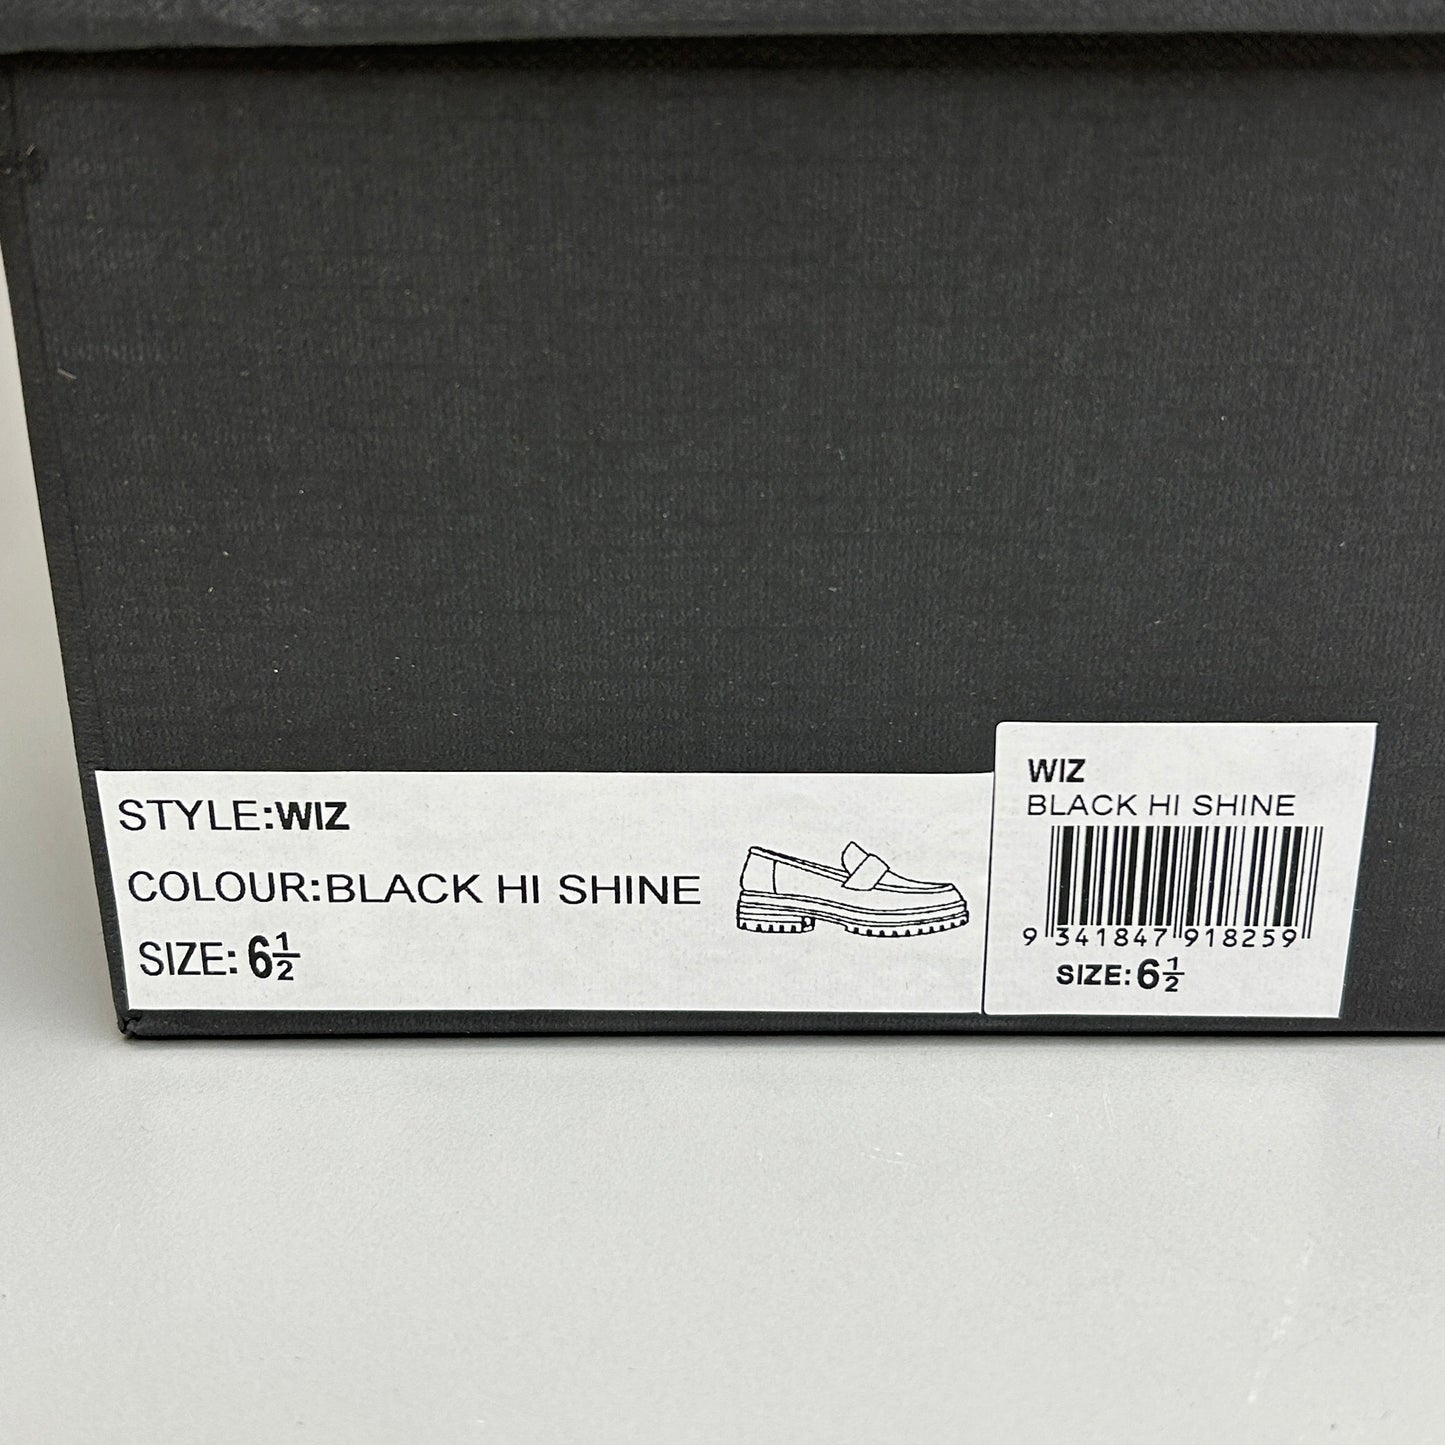 STYLE:WIZ
COLOUR:BLACK HI SHINE
SIZE: 6½
WIZ
BLACK HI SHINE
9 341847 918259
SIZE: 6½